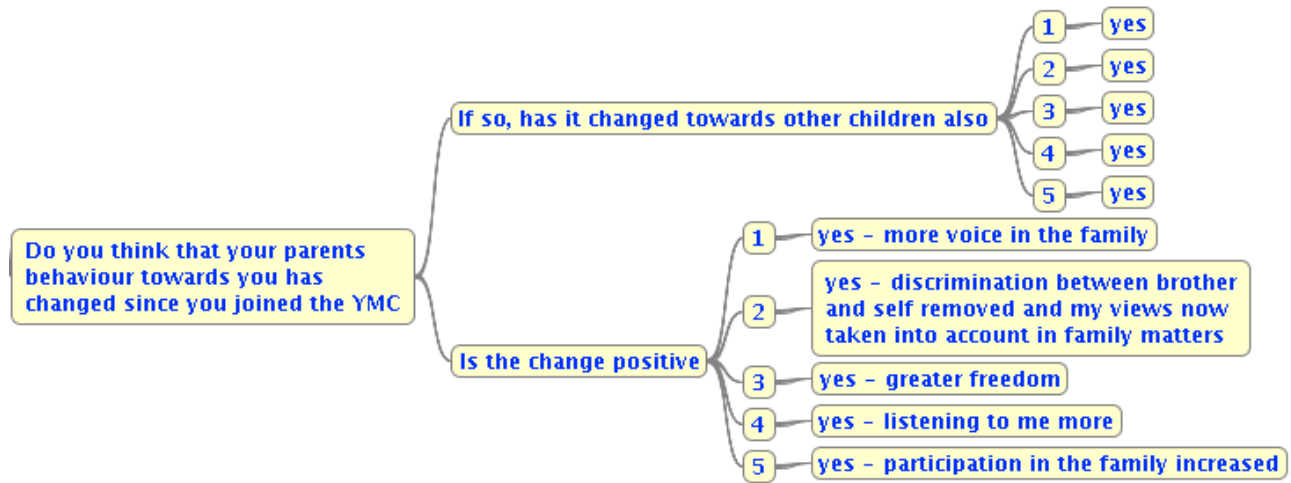 Do you think that your parents
behaviour towards you has
changed since you joined the YMC
If so, has it changed towards other children also
1 yes
2 yes
3 yes
4 yes
5 yes
Is the change positive
1 yes - more voice in the family
2 yes - discrimination between brother
and self removed and my views now
taken into account in family matters
3 yes - greater freedom
4 yes - listening to me more
5 yes - participation in the family increased